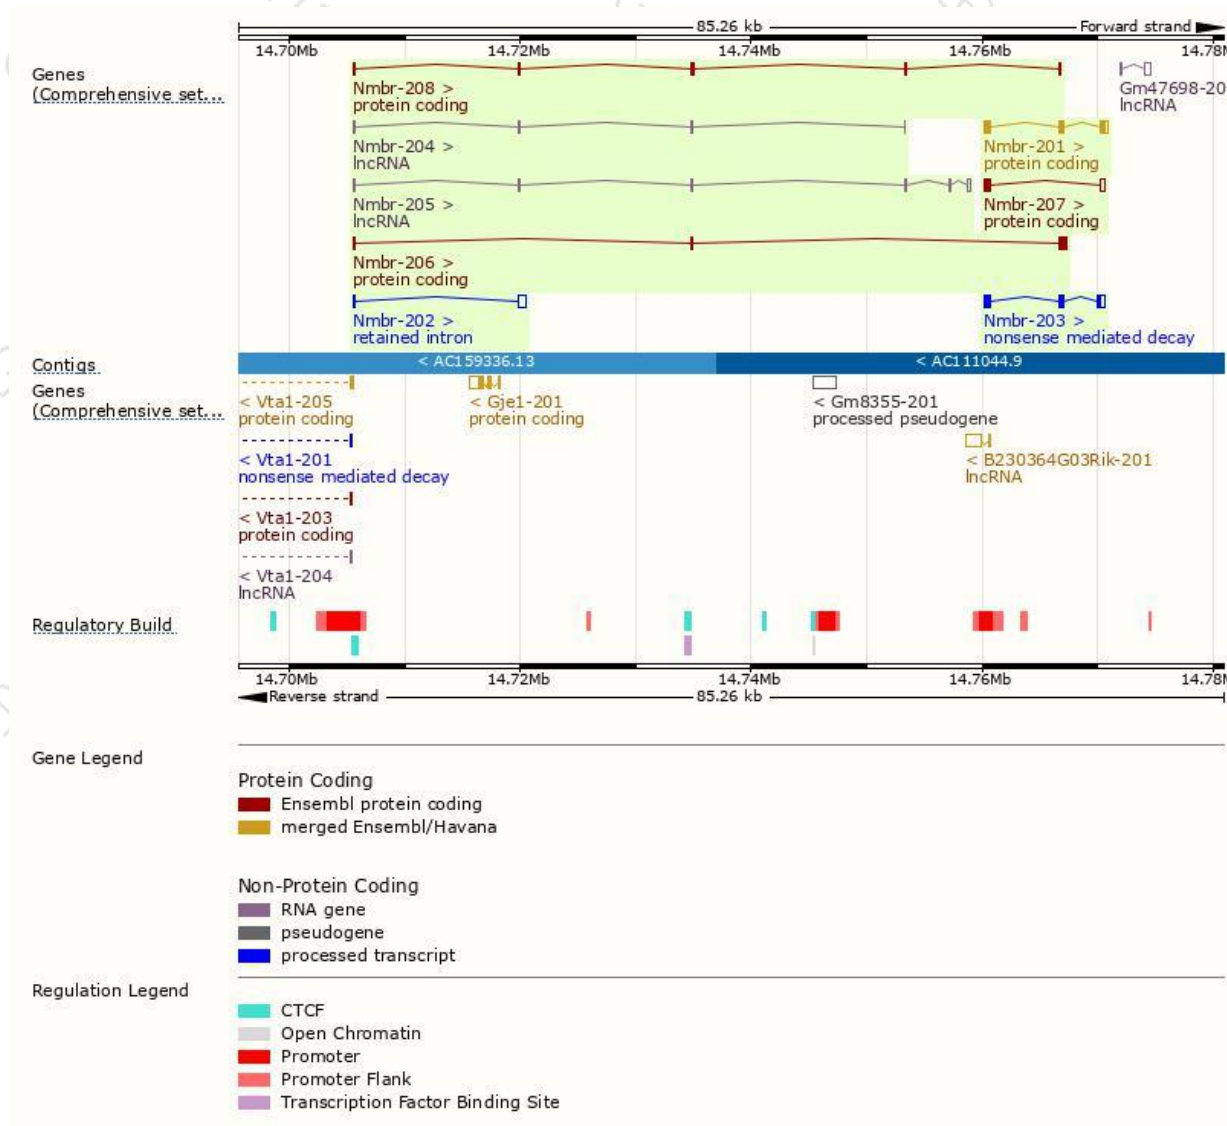 85.26 kb
Forward strand
14.70Mb 14.72Mb 14.74Mb 14.76Mb 14.78M
Genes
(Comprehensive set...
Nmbr-208 >
protein coding
Gm47698-20
lncRNA
Nmbr-204 >
lncRNA
Nmbr-201 >
protein coding
Nmbr-205 >
lncRNA
Nmbr-207 >
protein coding
Nmbr-206 >
protein coding
Nmbr-202 >
retained intron
Nmbr-203 >
nonsense mediated decay
Contigs
< AC159336.13
< AC111044.9
Genes
(Comprehensive set...
< Vta1-205
protein coding
< Gje1-201
protein coding
< Gm8355-201
processed pseudogene
< Vta1-201
nonsense mediated decay
< B230364G03Rik-201
lncRNA
< Vta1-203
protein coding
< Vta1-204
lncRNA
Regulatory Build
14.70Mb 14.72Mb 14.74Mb 14.76Mb 14.78M
Reverse strand
85.26 kb
Gene Legend
Protein Coding
Ensembl protein coding
merged Ensembl/Havana
Non-Protein Coding
RNA gene
pseudogene
processed transcript
Regulation Legend
CTCF
Open Chromatin
Promoter
Promoter Flank
Transcription Factor Binding Site